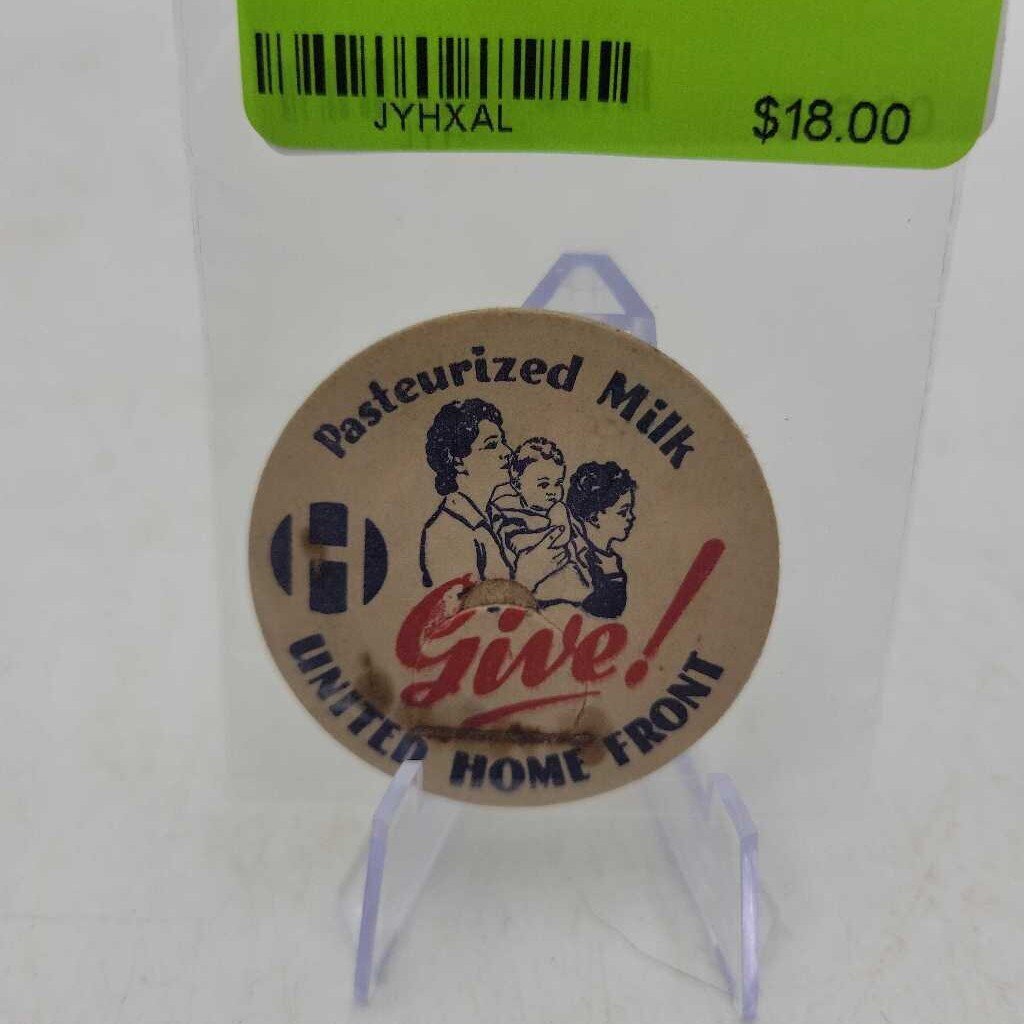 JYHXAL
$18.00
Pasteurized Milk
H
Give!
UNITED HOME FRONT